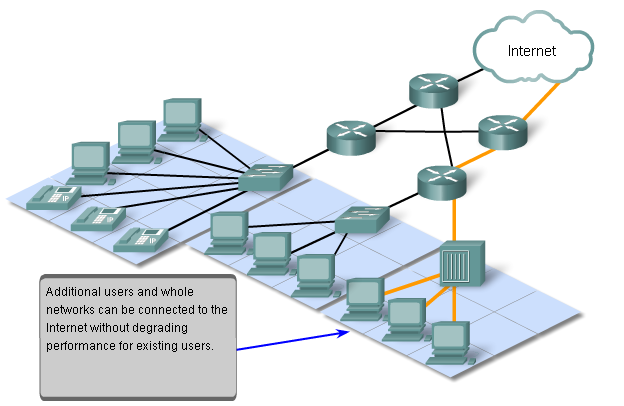 Internet
Additional users and whole
networks can be connected to the
Internet without degrading
performance for existing users.